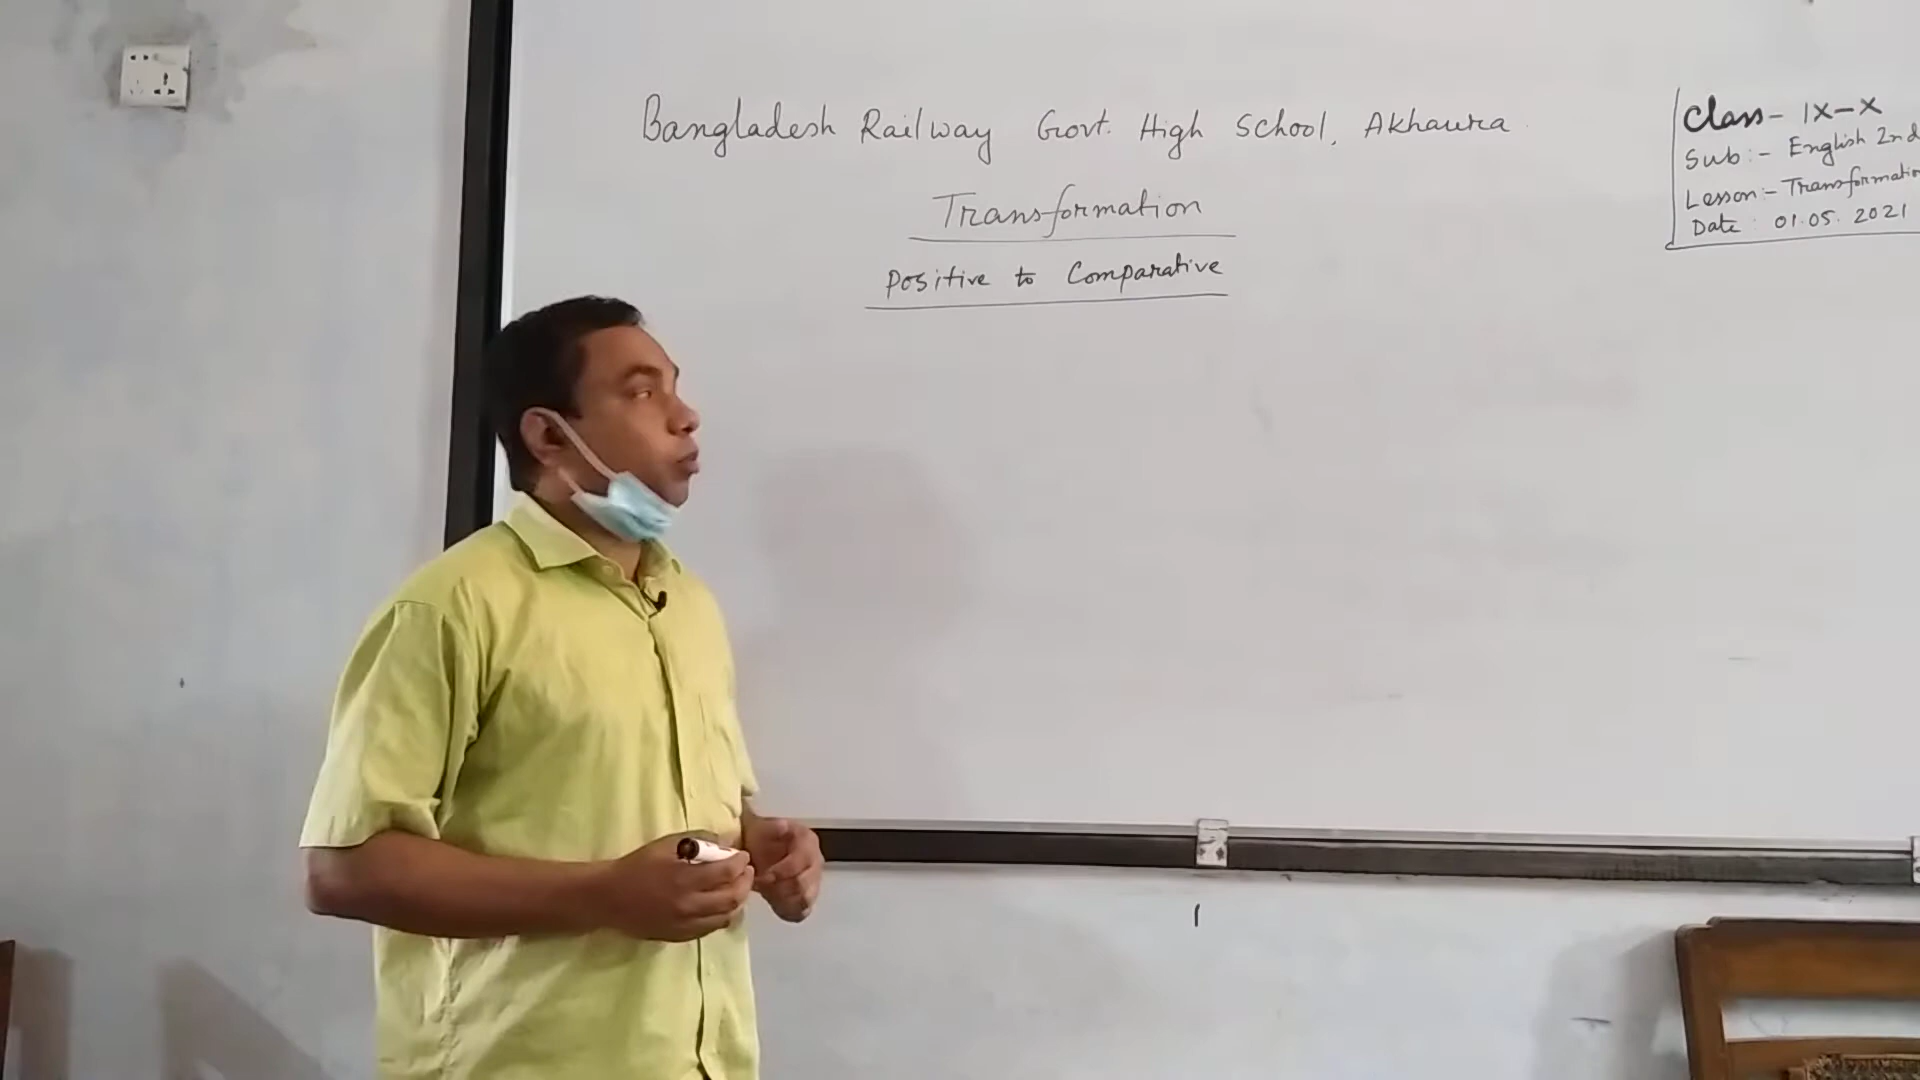 Bangladesh Railway Govt. High School, Akhaura
Transformation
Positive to Comparative
Class- IX-X
Sub:- English 2nd
Lesson:- Transformation
Date: 01.05.2021